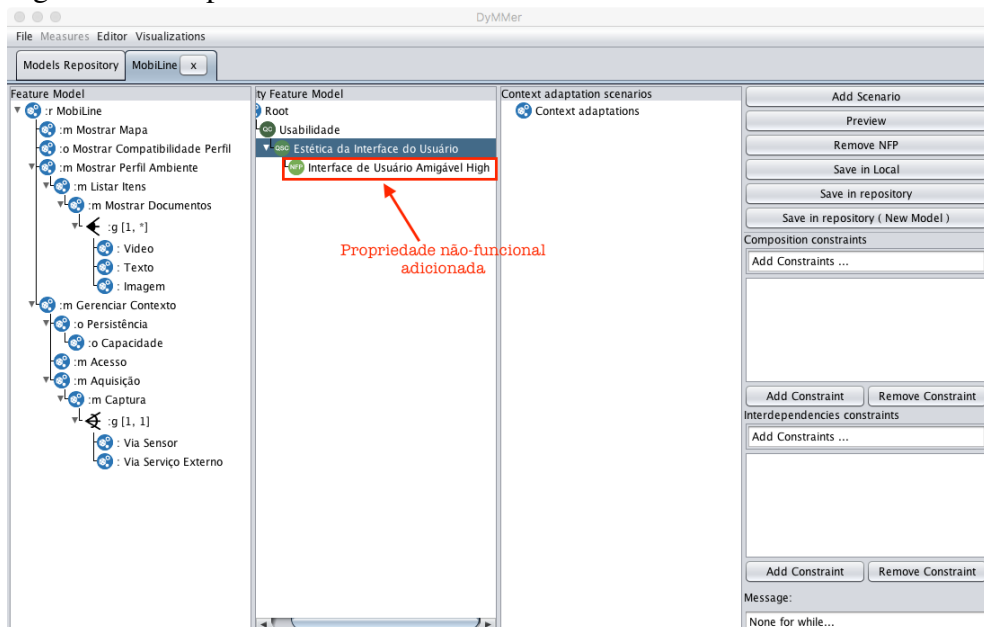 DyMMer
File Measures Editor Visualizations
Models Repository
MobiLine x
Feature Model
:r MobiLine
:m Mostrar Mapa
:o Mostrar Compatibilidade Perfil
:m Mostrar Perfil Ambiente
:m Listar Itens
:m Mostrar Documentos
:g [1, *]
: Video
: Texto
: Imagem
:m Gerenciar Contexto
:o Persistência
:o Capacidade
:m Acesso
:m Aquisição
:m Captura
:g [1, 1]
: Via Sensor
: Via Serviço Externo
ty Feature Model
Root
QC Usabilidade
QSC Estética da Interface do Usuário
NFP Interface de Usuário Amigável High
Propriedade não-funcional
adicionada
Context adaptation scenarios
Context adaptations
Add Scenario
Preview
Remove NFP
Save in Local
Save in repository
Save in repository ( New Model )
Composition constraints
Add Constraints ...
Add Constraint Remove Constraint
Interdependencies constraints
Add Constraints ...
Add Constraint Remove Constraint
Message:
None for while...